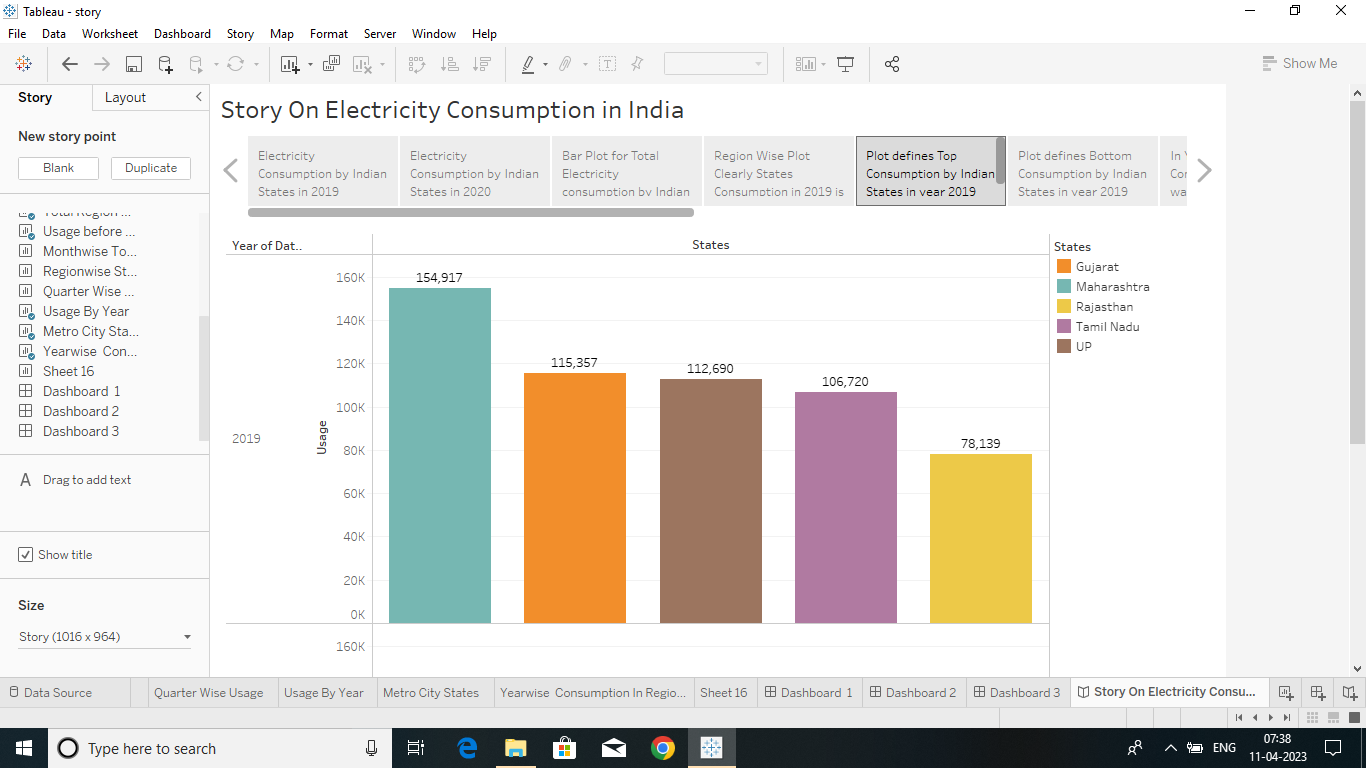 Tableau - story
File Data Worksheet Dashboard Story Map Format Server Window Help
Show Me
Story Layout
New story point
Blank Duplicate
Total Region ...
Usage before ...
Monthwise To...
Regionwise St...
Quarter Wise ...
Usage By Year
Metro City Sta...
Yearwise Con...
Sheet 16
Dashboard 1
Dashboard 2
Dashboard 3
A Drag to add text
Show title
Size
Story (1016 x 964)
Story On Electricity Consumption in India
Electricity
Consumption by Indian
States in 2019
Electricity
Consumption by Indian
States in 2020
Bar Plot for Total
Electricity
consumption by Indian
Region Wise Plot
Clearly States
Consumption in 2019 is
Plot defines Top
Consumption by Indian
States in year 2019
Plot defines Bottom
Consumption by Indian
States in year 2019
In
Con
wa
Year of Dat..
States
160K
140K
120K
100K
80K
60K
40K
20K
0K
160K
2019
Usage
154,917
115,357
112,690
106,720
78,139
States
Gujarat
Maharashtra
Rajasthan
Tamil Nadu
UP
Data Source Quarter Wise Usage Usage By Year Metro City States Yearwise Consumption In Regio... Sheet 16 Dashboard 1 Dashboard 2 Dashboard 3 Story On Electricity Consu...
Type here to search
ENG
07:38
11-04-2023